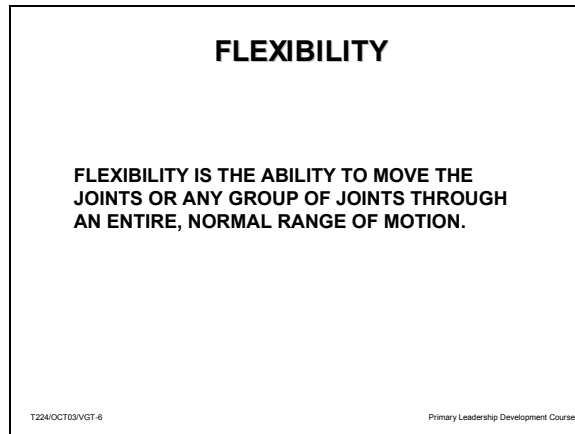 FLEXIBILITY
FLEXIBILITY IS THE ABILITY TO MOVE THE
JOINTS OR ANY GROUP OF JOINTS THROUGH
AN ENTIRE, NORMAL RANGE OF MOTION.
T224/OCT03/VGT-6
Primary Leadership Development Course